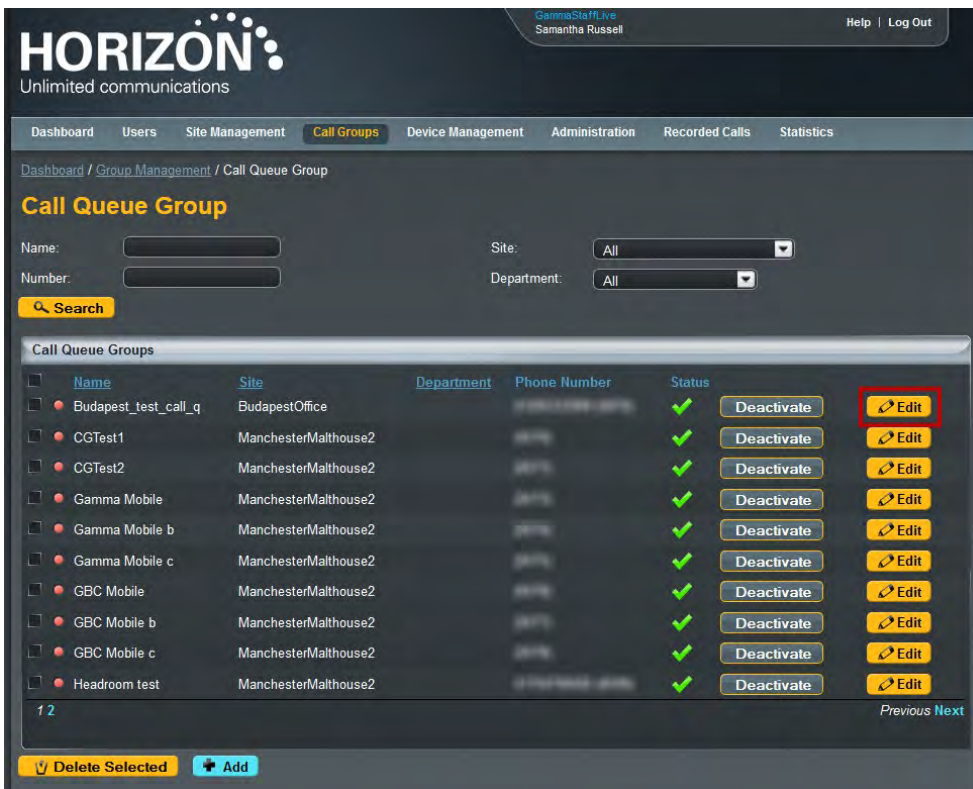 GammaStaffLive
Samantha Russell
Help | Log Out
HORIZON
Unlimited communications
Dashboard Users Site Management Call Groups Device Management Administration Recorded Calls Statistics
Dashboard / Group Management / Call Queue Group
Call Queue Group
Name: Site: All
Number: Department: All
Search
Call Queue Groups
Name Site Department Phone Number Status
Budapest_test_call_q BudapestOffice Deactivate Edit
CGTest1 ManchesterMalthouse2 Deactivate Edit
CGTest2 ManchesterMalthouse2 Deactivate Edit
Gamma Mobile ManchesterMalthouse2 Deactivate Edit
Gamma Mobile b ManchesterMalthouse2 Deactivate Edit
Gamma Mobile c ManchesterMalthouse2 Deactivate Edit
GBC Mobile ManchesterMalthouse2 Deactivate Edit
GBC Mobile b ManchesterMalthouse2 Deactivate Edit
GBC Mobile c ManchesterMalthouse2 Deactivate Edit
Headroom test ManchesterMalthouse2 Deactivate Edit
1 2 Previous Next
Delete Selected Add